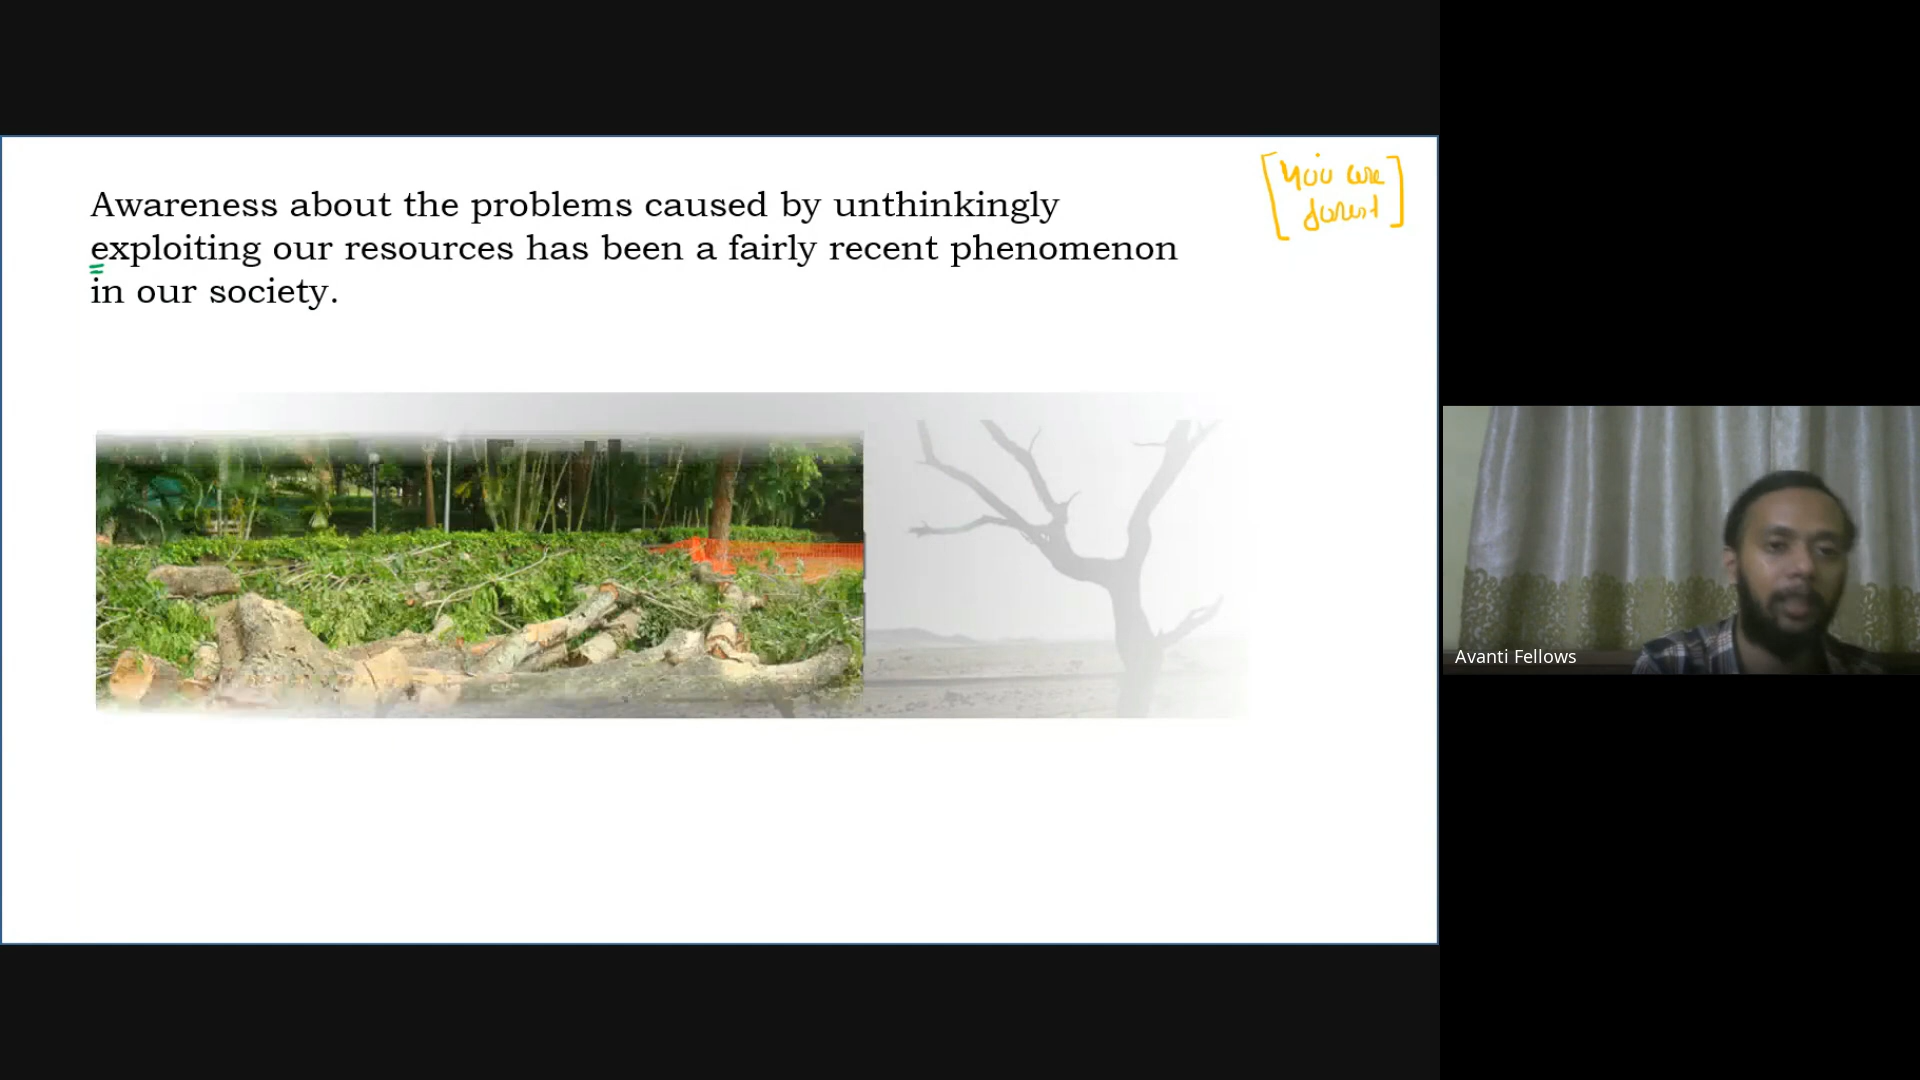 Awareness about the problems caused by unthinkingly
exploiting our resources has been a fairly recent phenomenon
in our society.
[You are
forest]
Avanti Fellows